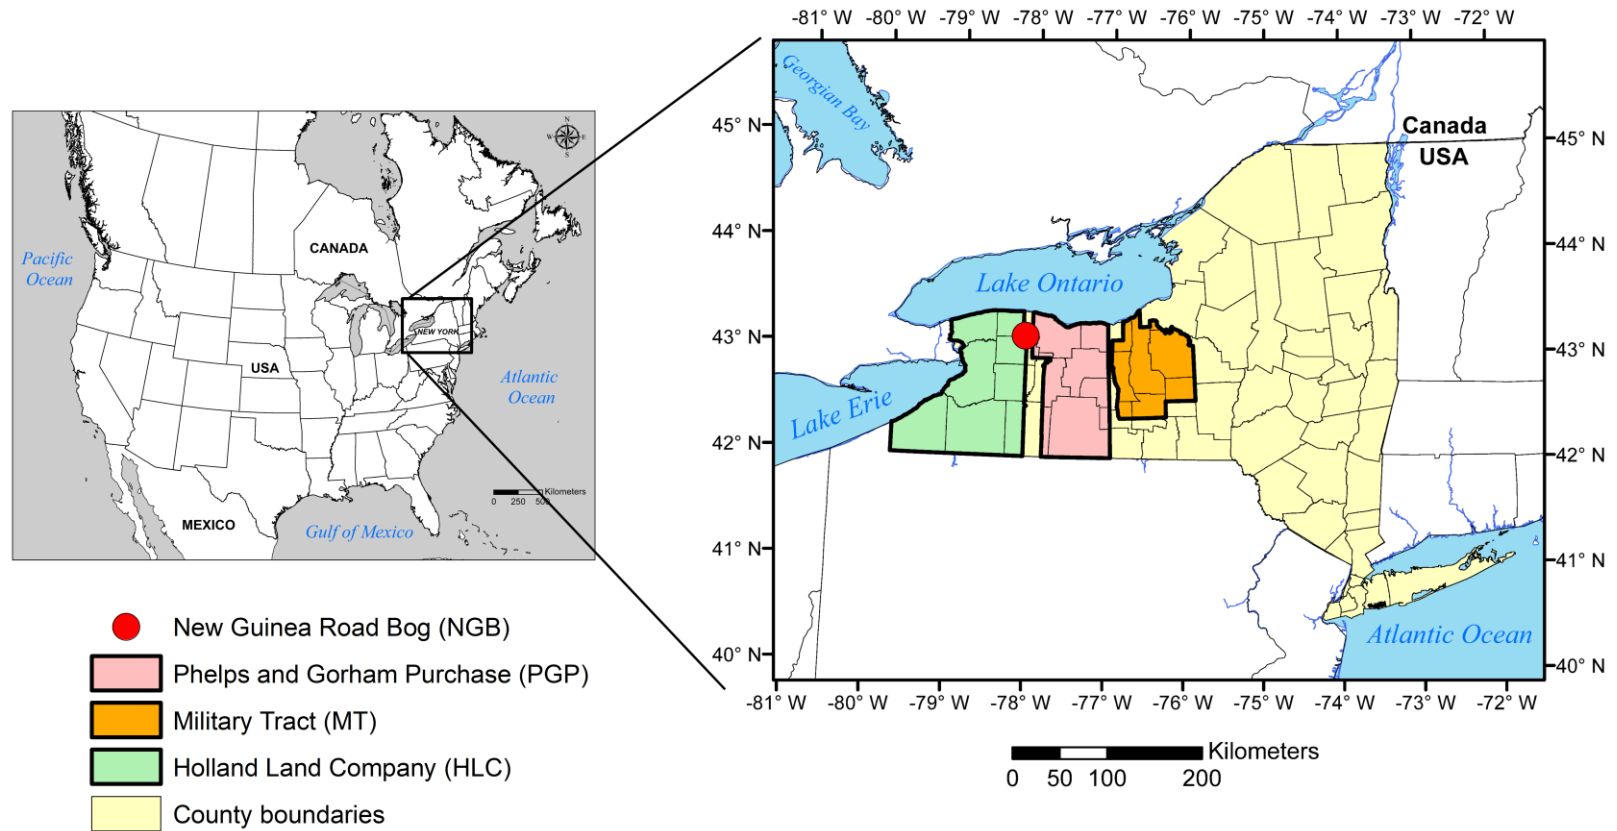 N
W
E
S
CANADA
Pacific
Ocean
NEW YORK
USA
Atlantic
Ocean
Kilometers
0 250 500
MEXICO
Gulf of Mexico
-81° W -80° W -79° W -78° W -77° W -76° W -75° W -74° W -73° W -72° W
Georgian Bay
45° N
Canada
45° N
USA
44° N
44° N
Lake Ontario
43° N
43° N
Lake Erie
42° N
42° N
41° N
41° N
Atlantic Ocean
40° N
40° N
-81° W -80° W -79° W -78° W -77° W -76° W -75° W -74° W -73° W -72° W
Kilometers
0 50 100 200
New Guinea Road Bog (NGB)
Phelps and Gorham Purchase (PGP)
Military Tract (MT)
Holland Land Company (HLC)
County boundaries